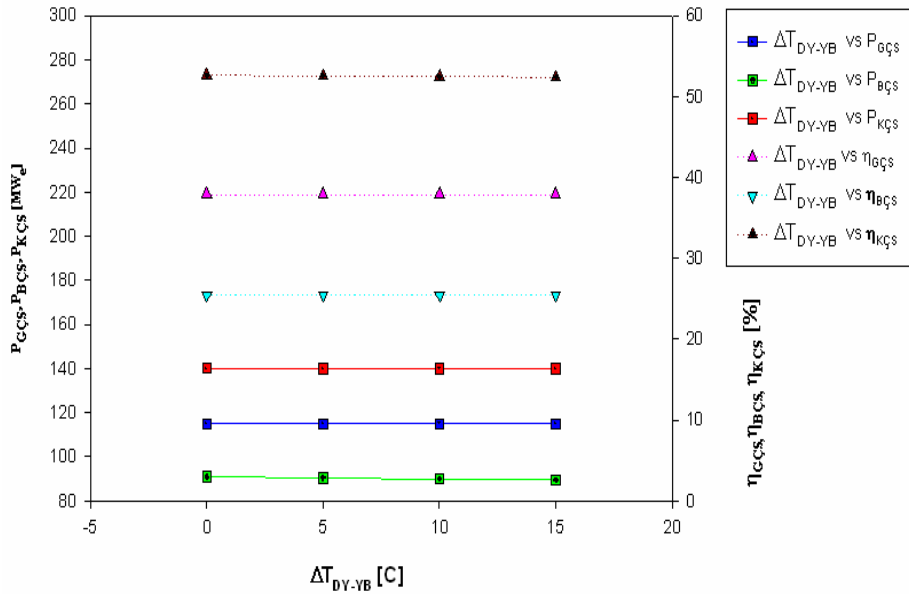 300
280
260
240
220
200
180
160
140
120
100
80
60
50
40
30
20
10
0
-5
0
5
10
15
20
P_GÇS, P_BÇS, P_KÇS [MW_e]
η_GÇS, η_BÇS, η_KÇS [%]
ΔT_DY-YB [C]
ΔT_DY-YB vs P_GÇS
ΔT_DY-YB vs P_BÇS
ΔT_DY-YB vs P_KÇS
ΔT_DY-YB vs η_GÇS
ΔT_DY-YB vs η_BÇS
ΔT_DY-YB vs η_KÇS